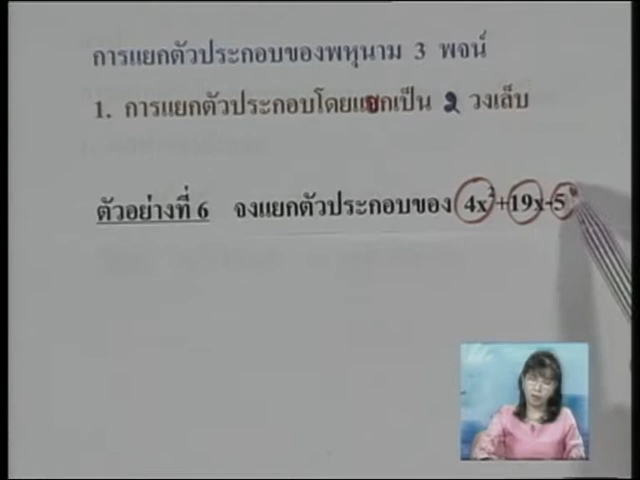 การแยกตัวประกอบของพหุนาม 3 พจน์
1. การแยกตัวประกอบโดยแยกเป็น 2 วงเล็บ
ตัวอย่างที่ 6 จงแยกตัวประกอบของ 4x²+19x-5